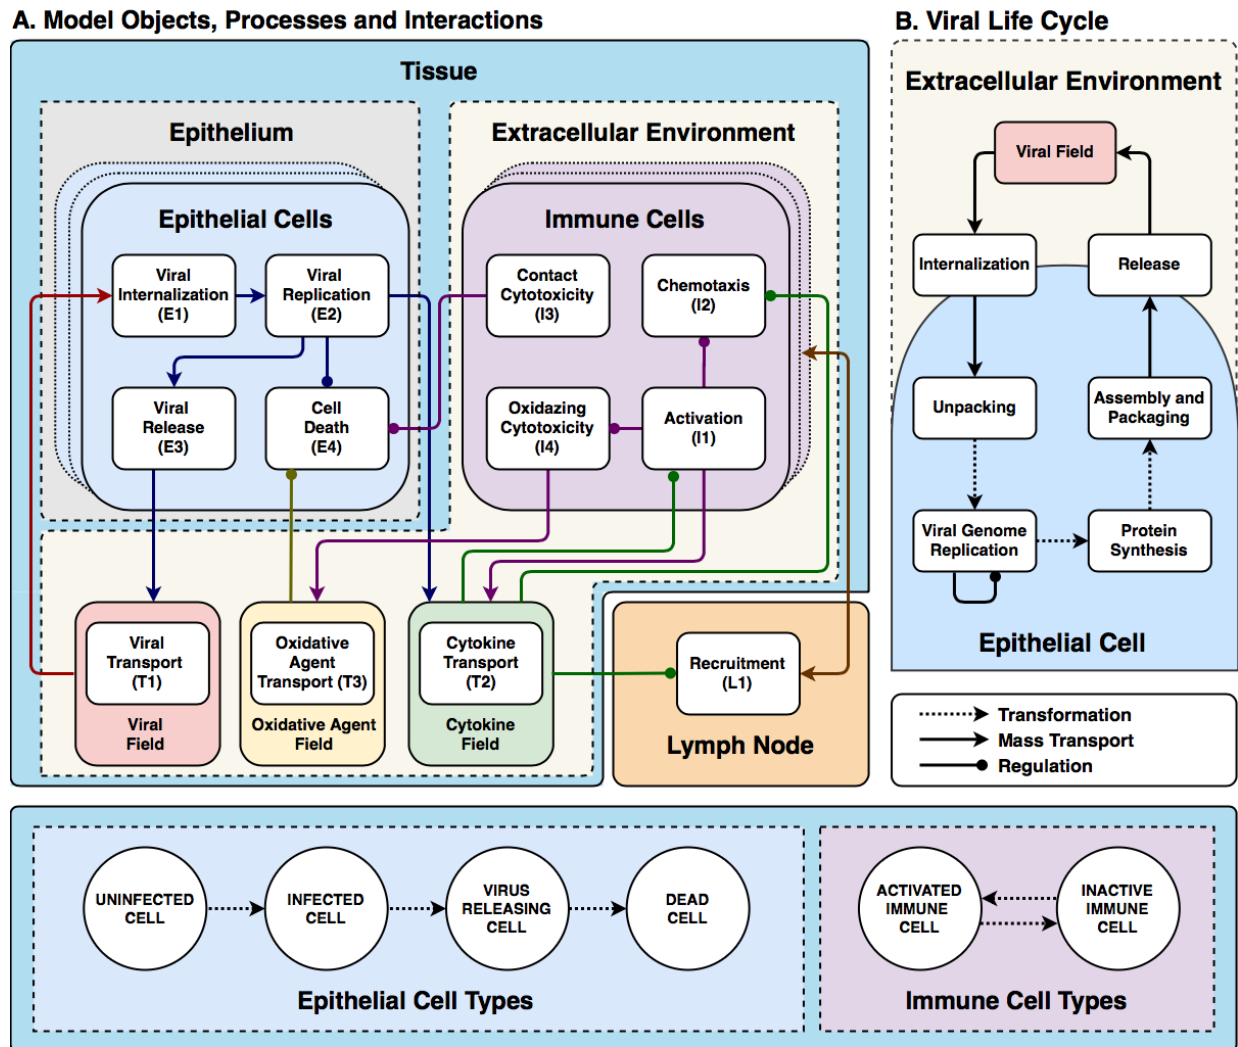 A. Model Objects, Processes and Interactions
Tissue
Epithelium
Epithelial Cells
Viral
Internalization
(E1)
Viral
Replication
(E2)
Viral
Release
(E3)
Cell
Death
(E4)
Extracellular Environment
Immune Cells
Contact
Cytotoxicity
(I3)
Chemotaxis
(I2)
Oxidazing
Cytotoxicity
(I4)
Activation
(I1)
Viral
Transport
(T1)
Viral
Field
Oxidative
Agent
Transport (T3)
Oxidative Agent
Field
Cytokine
Transport
(T2)
Cytokine
Field
Recruitment
(L1)
Lymph Node
B. Viral Life Cycle
Extracellular Environment
Viral Field
Internalization
Release
Unpacking
Assembly and
Packaging
Viral Genome
Replication
Protein
Synthesis
Epithelial Cell
Transformation
Mass Transport
Regulation
UNINFECTED
CELL
INFECTED
CELL
VIRUS
RELEASING
CELL
DEAD
CELL
Epithelial Cell Types
ACTIVATED
IMMUNE
CELL
INACTIVE
IMMUNE
CELL
Immune Cell Types